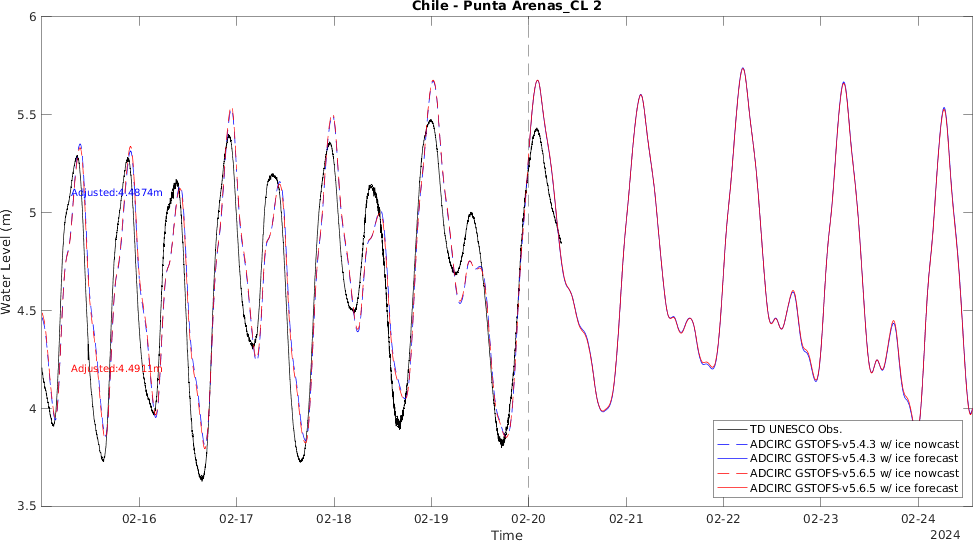 Chile - Punta Arenas_CL 2
6
5.5
5
4.5
4
3.5
Water Level (m)
Adjusted:4.4874m
Adjusted:4.4911m
TD UNESCO Obs.
ADCIRC GSTOFS-v5.4.3 w/ ice nowcast
ADCIRC GSTOFS-v5.4.3 w/ ice forecast
ADCIRC GSTOFS-v5.6.5 w/ ice nowcast
ADCIRC GSTOFS-v5.6.5 w/ ice forecast
02-16 02-17 02-18 02-19 02-20 02-21 02-22 02-23 02-24
Time
2024